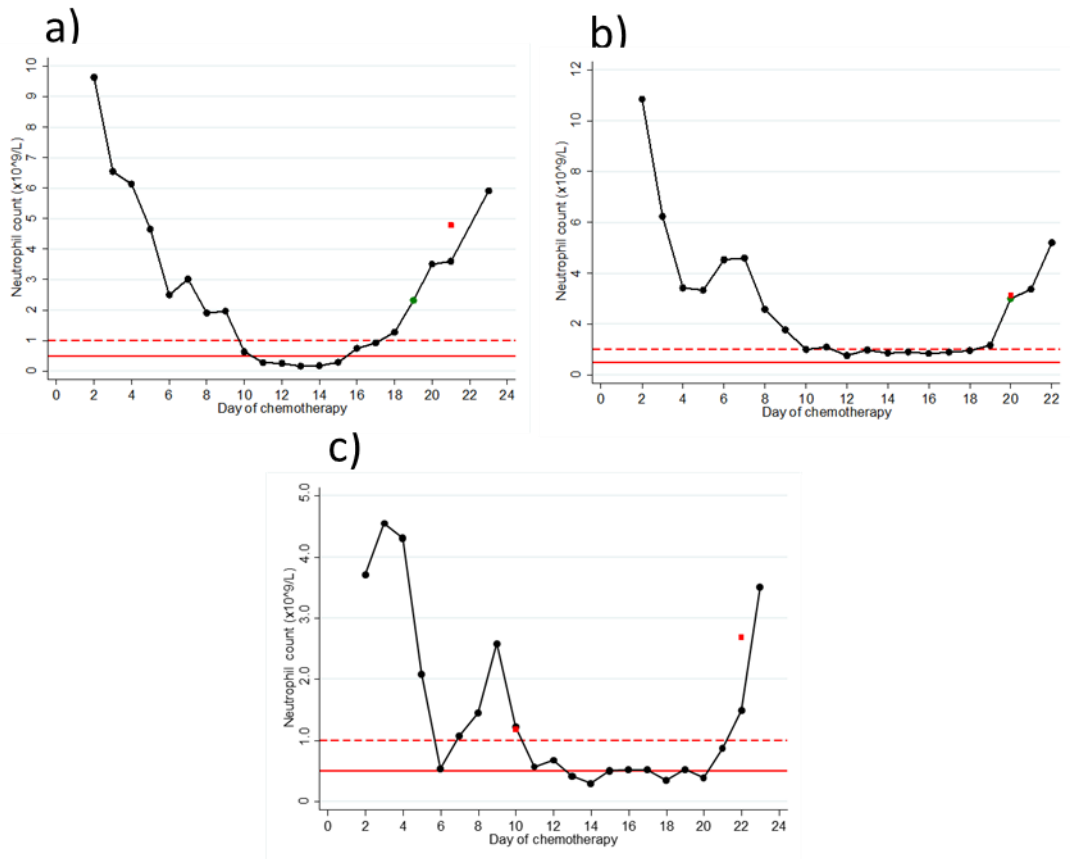 a)
Neutrophil count (x10^9/L)
10
9
8
7
6
5
4
3
2
1
0
0 2 4 6 8 10 12 14 16 18 20 22 24
Day of chemotherapy
b)
Neutrophil count (x10^9/L)
12
10
8
6
4
2
0
0 2 4 6 8 10 12 14 16 18 20 22
Day of chemotherapy
c)
Neutrophil count (x10^9/L)
5.0
4.0
3.0
2.0
1.0
0
0 2 4 6 8 10 12 14 16 18 20 22 24
Day of chemotherapy